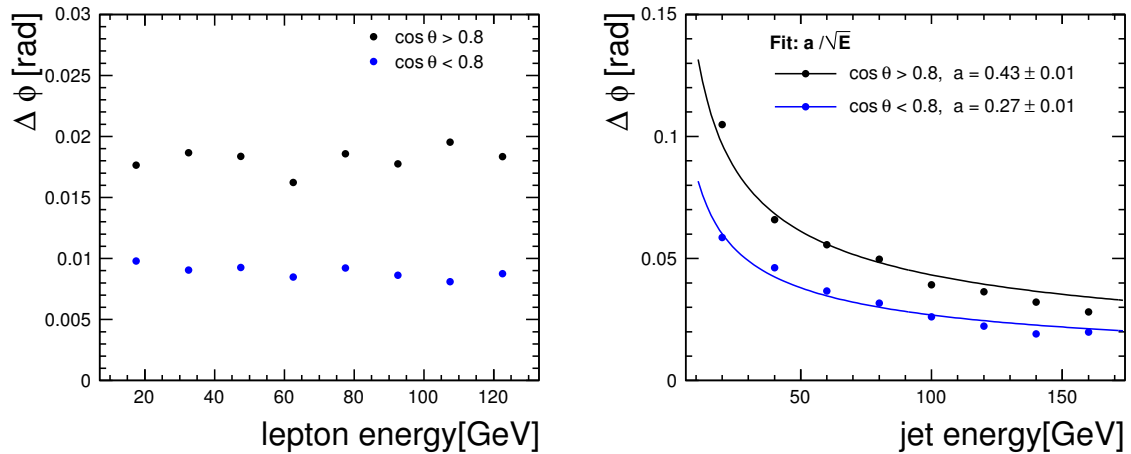 Δ ϕ [rad]
0.03
0.025
0.02
0.015
0.01
0.005
0
cos θ > 0.8
cos θ < 0.8
20 40 60 80 100 120
lepton energy[GeV]
Δ ϕ [rad]
0.15
0.1
0.05
0
Fit: a /√E
cos θ > 0.8, a = 0.43 ± 0.01
cos θ < 0.8, a = 0.27 ± 0.01
50 100 150
jet energy[GeV]